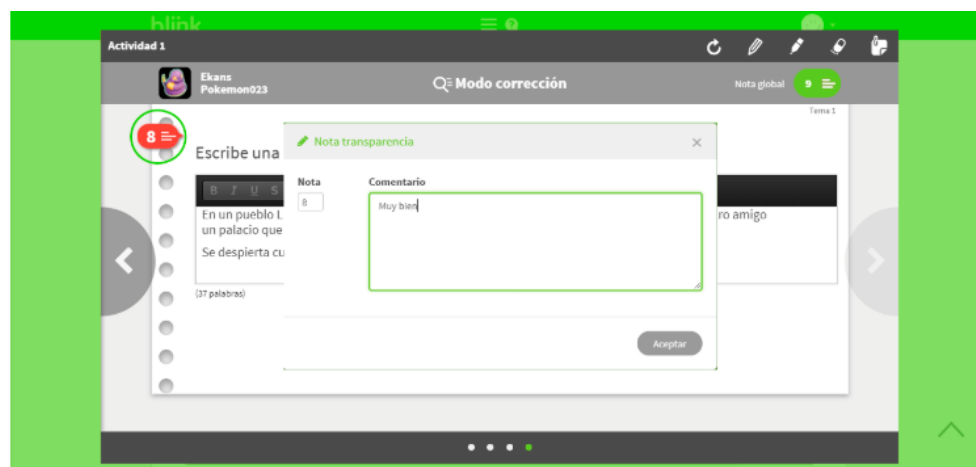 blink
Actividad 1
Ekans
Pokemon023
Modo corrección
Nota global
9
Tema 1
8
Escribe una
Nota transparencia
Nota
Comentario
8
Muy bien
B I U S
En un pueblo L
ro amigo
un palacio que
Se despierta cu
(37 palabras)
Aceptar